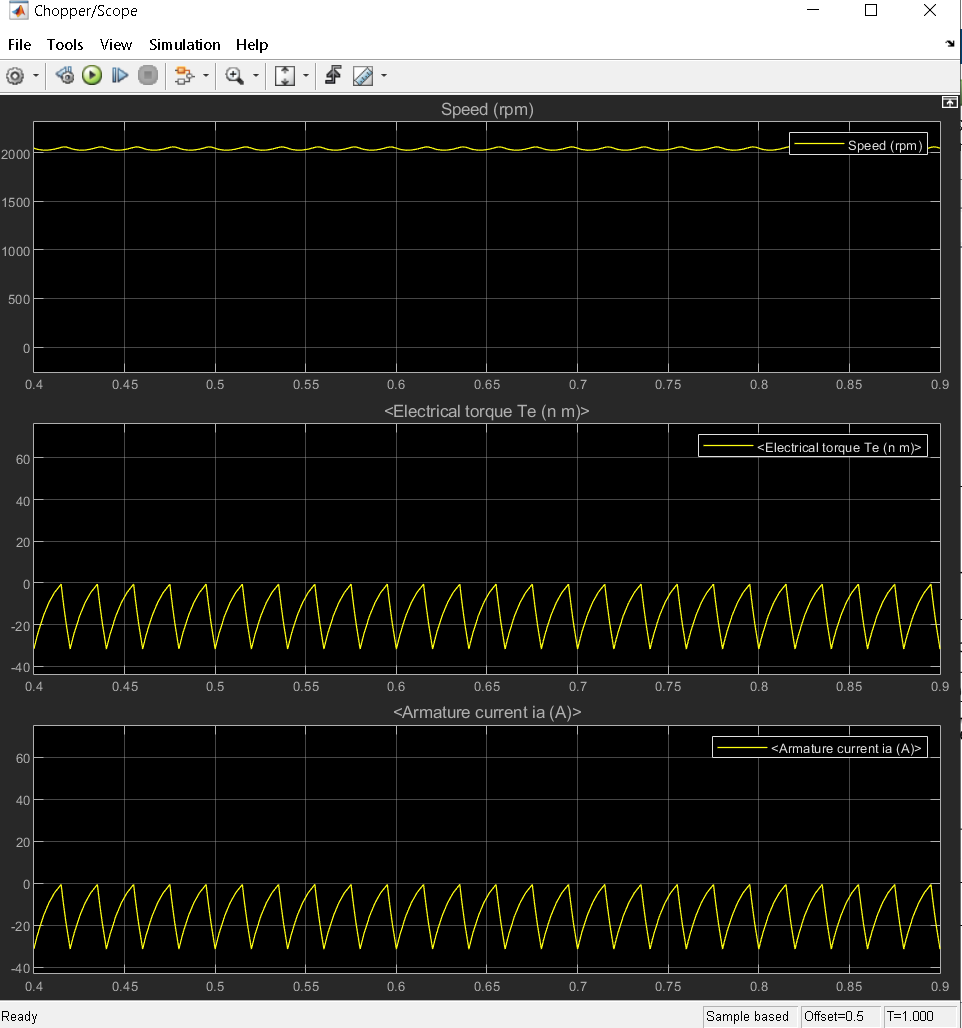 Chopper/Scope
File Tools View Simulation Help
Speed (rpm)
Speed (rpm)
2000
1500
1000
500
0
0.4 0.45 0.5 0.55 0.6 0.65 0.7 0.75 0.8 0.85 0.9
<Electrical torque Te (n m)>
<Electrical torque Te (n m)>
60
40
20
0
-20
-40
0.4 0.45 0.5 0.55 0.6 0.65 0.7 0.75 0.8 0.85 0.9
<Armature current ia (A)>
<Armature current ia (A)>
60
40
20
0
-20
-40
0.4 0.45 0.5 0.55 0.6 0.65 0.7 0.75 0.8 0.85 0.9
Ready Sample based Offset=0.5 T=1.000